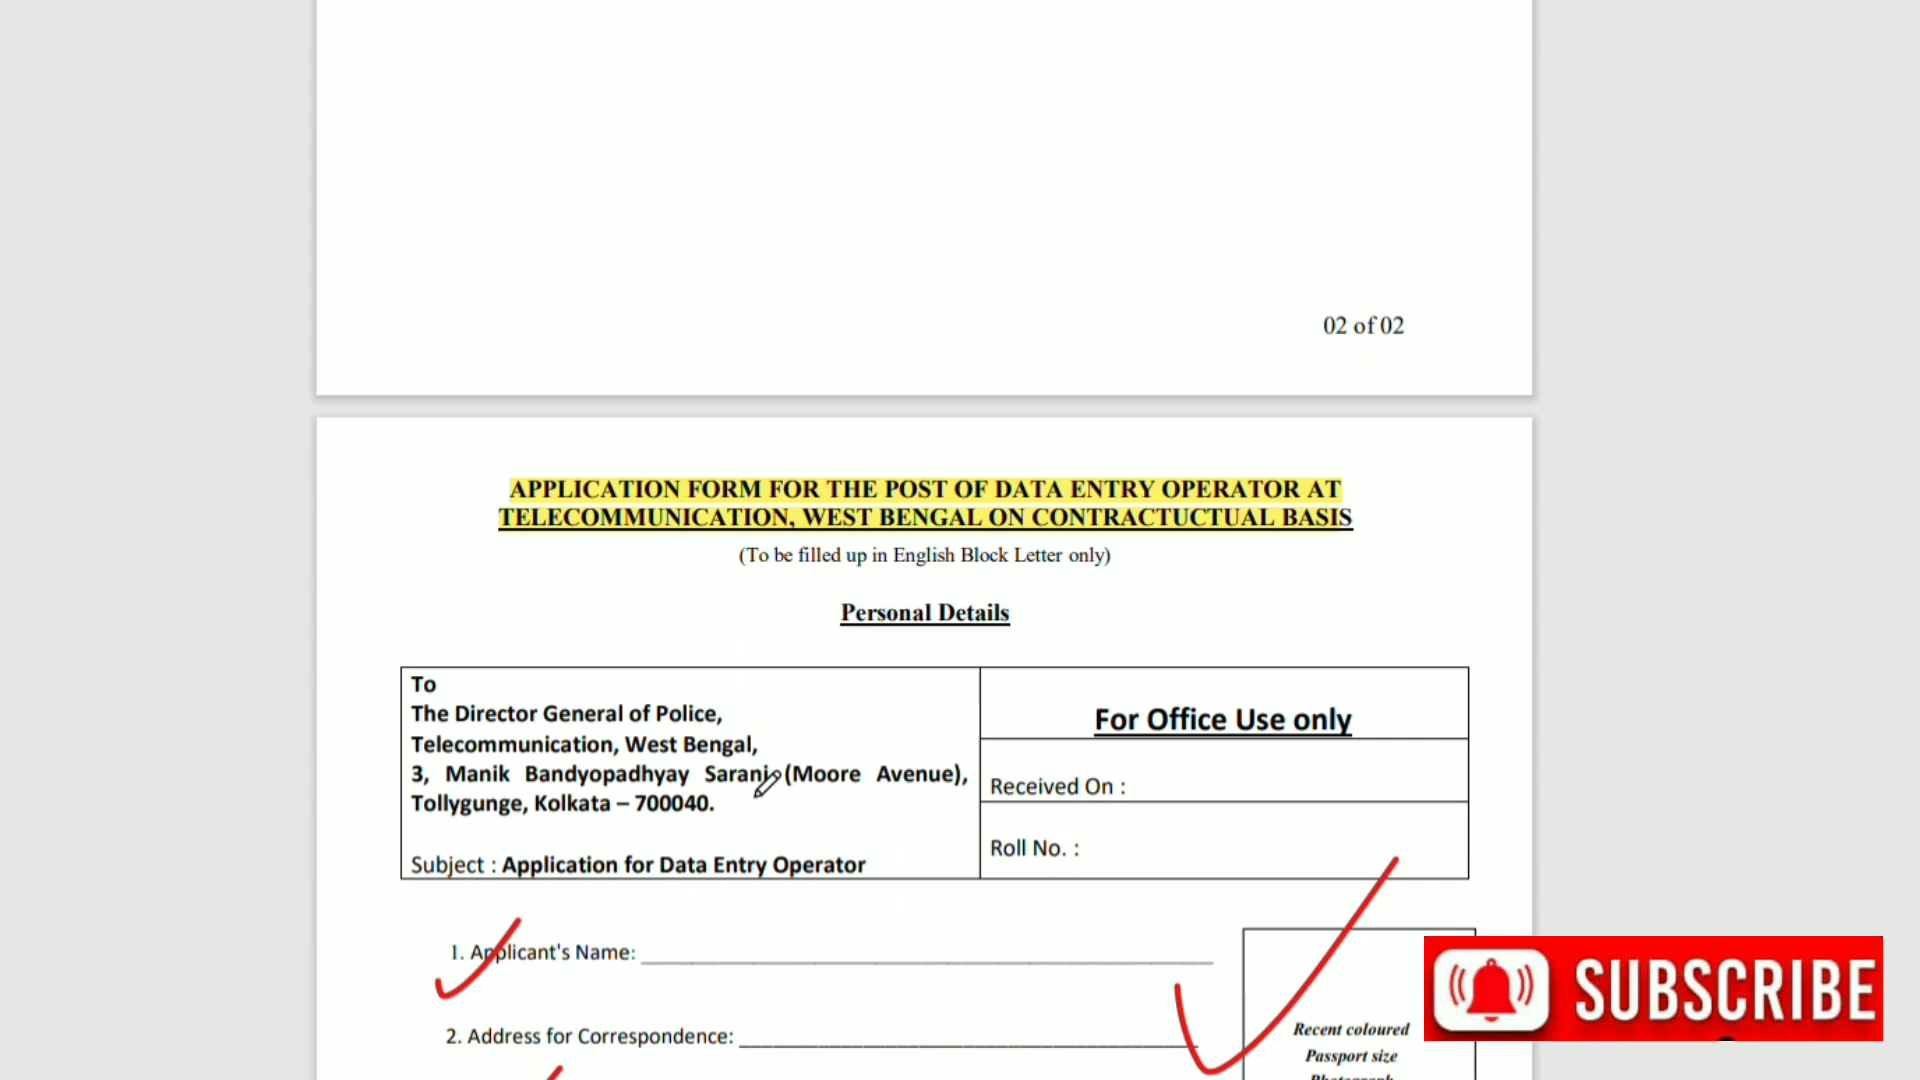 02 of 02
APPLICATION FORM FOR THE POST OF DATA ENTRY OPERATOR AT
TELECOMMUNICATION, WEST BENGAL ON CONTRACTUCTUAL BASIS
(To be filled up in English Block Letter only)
Personal Details
To
The Director General of Police,
Telecommunication, West Bengal,
3, Manik Bandyopadhyay Sarani (Moore Avenue),
Tollygunge, Kolkata – 700040.
Subject : Application for Data Entry Operator
For Office Use only
Received On :
Roll No. :
1. Applicant's Name:
2. Address for Correspondence:
Recent coloured
Passport size
Photograph
SUBSCRIBE